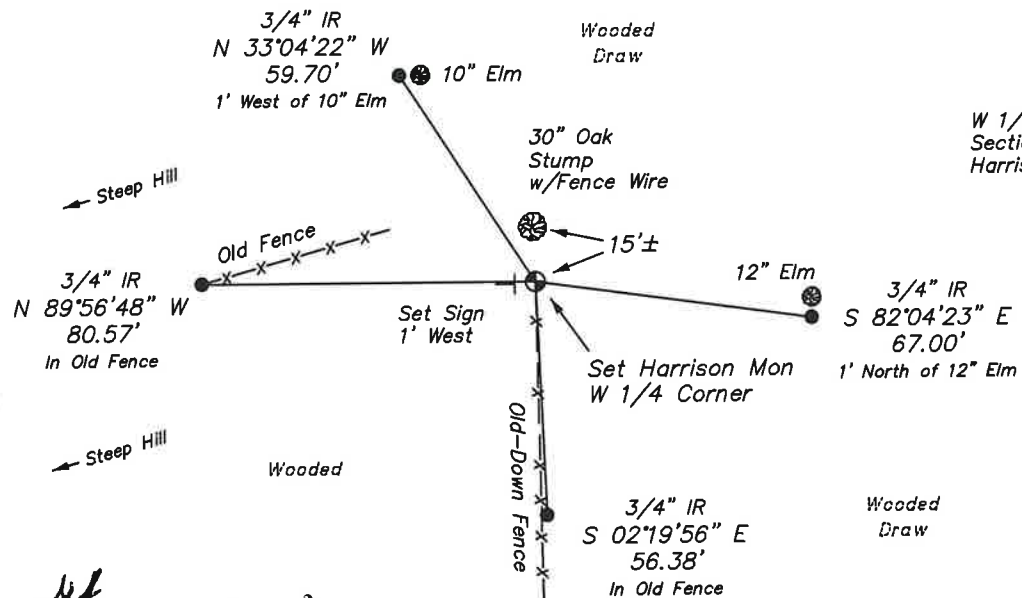 3/4" IR
N 33°04'22" W
59.70'
1' West of 10" Elm
10" Elm
Wooded
Draw
30" Oak
Stump
w/Fence Wire
W 1/
Secti
Harris
Steep Hill
Old Fence
15'±
3/4" IR
N 89°56'48" W
80.57'
In Old Fence
Set Sign
1' West
12" Elm
3/4" IR
S 82°04'23" E
67.00'
1' North of 12" Elm
Set Harrison Mon
W 1/4 Corner
Steep Hill
Wooded
Old-Down Fence
3/4" IR
S 02°19'56" E
56.38'
In Old Fence
Wooded
Draw